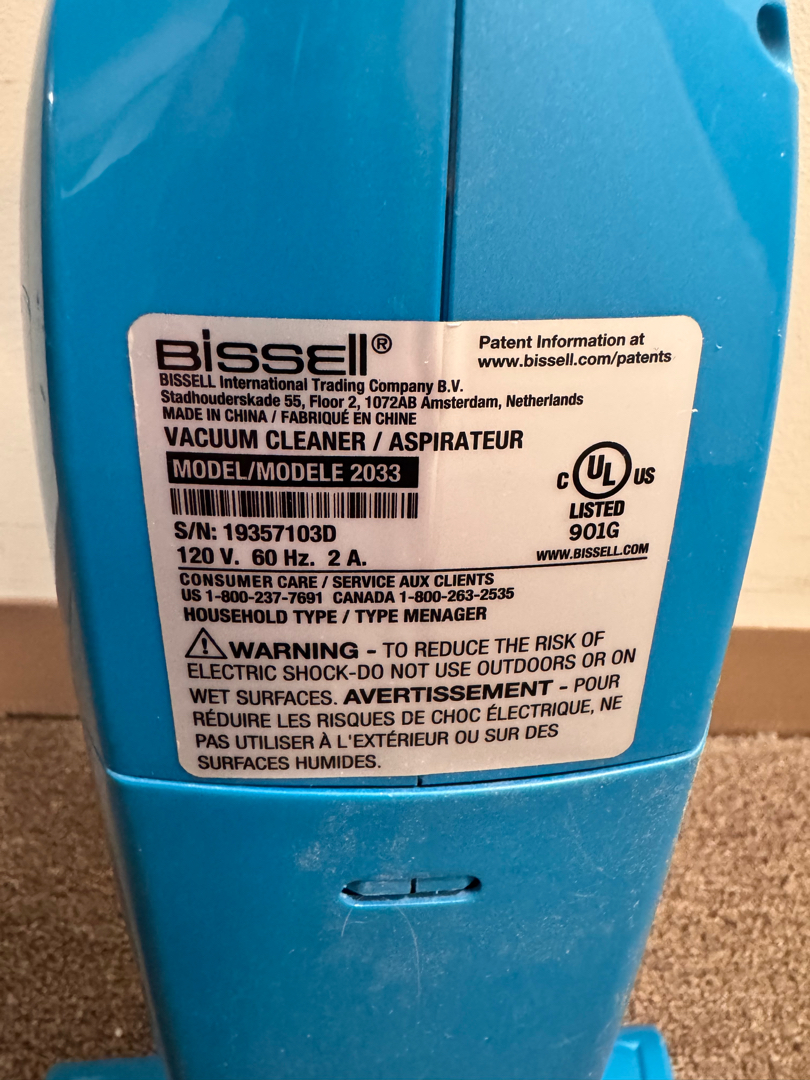 BISSELL®
Patent Information at
www.bissell.com/patents
BISSELL International Trading Company B.V.
Stadhouderskade 55, Floor 2, 1072AB Amsterdam, Netherlands
MADE IN CHINA / FABRIQUÉ EN CHINE
VACUUM CLEANER / ASPIRATEUR
MODEL/MODELE 2033
S/N: 19357103D
120 V. 60 Hz. 2 A.
C UL US
LISTED
901G
WWW.BISSELL.COM
CONSUMER CARE / SERVICE AUX CLIENTS
US 1-800-237-7691 CANADA 1-800-263-2535
HOUSEHOLD TYPE / TYPE MENAGER
WARNING - TO REDUCE THE RISK OF
ELECTRIC SHOCK-DO NOT USE OUTDOORS OR ON
WET SURFACES. AVERTISSEMENT - POUR
RÉDUIRE LES RISQUES DE CHOC ÉLECTRIQUE, NE
PAS UTILISER À L'EXTÉRIEUR OU SUR DES
SURFACES HUMIDES.